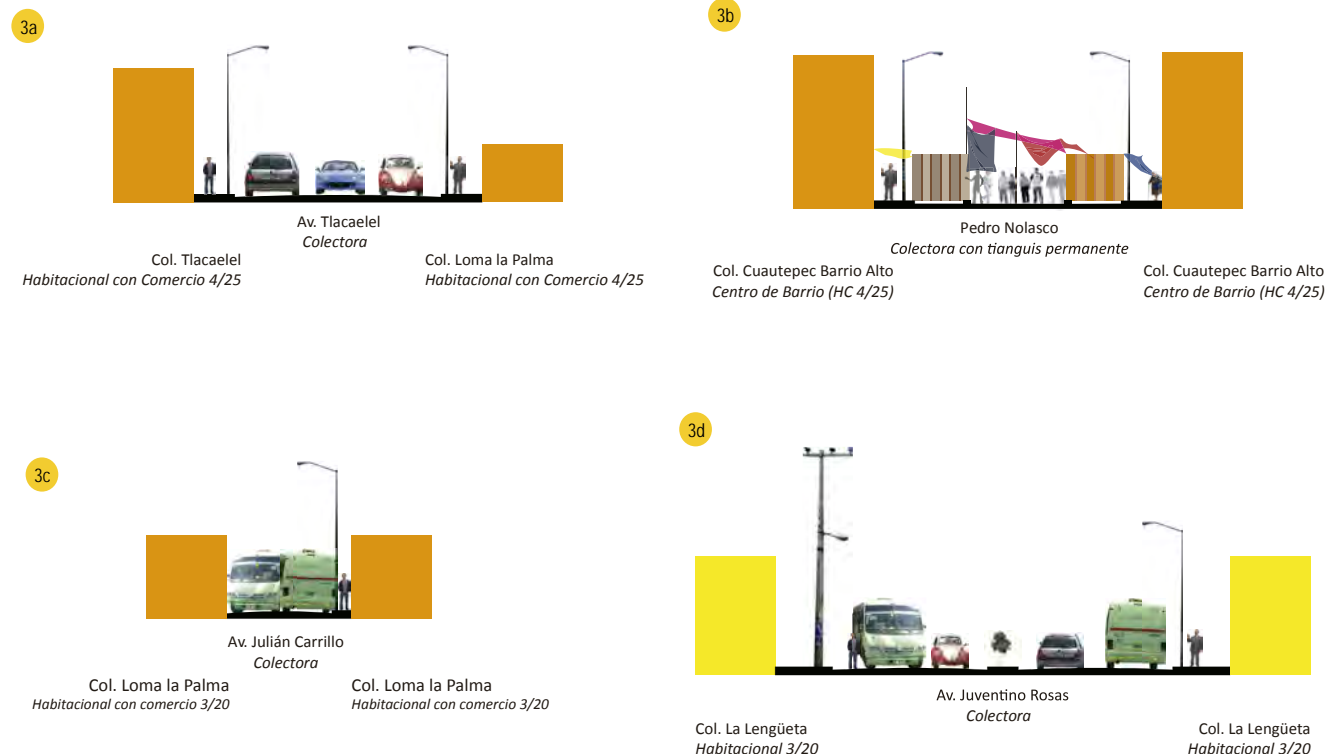 3a
Av. Tlacaelel
Colectora
Col. Tlacaelel
Habitacional con Comercio 4/25
Col. Loma la Palma
Habitacional con Comercio 4/25
3b
Pedro Nolasco
Colectora con tianguis permanente
Col. Cuautepec Barrio Alto
Centro de Barrio (HC 4/25)
Col. Cuautepec Barrio Alto
Centro de Barrio (HC 4/25)
3c
Av. Julián Carrillo
Colectora
Col. Loma la Palma
Habitacional con comercio 3/20
Col. Loma la Palma
Habitacional con comercio 3/20
3d
Av. Juventino Rosas
Colectora
Col. La Lengüeta
Habitacional 3/20
Col. La Lengüeta
Habitacional 3/20